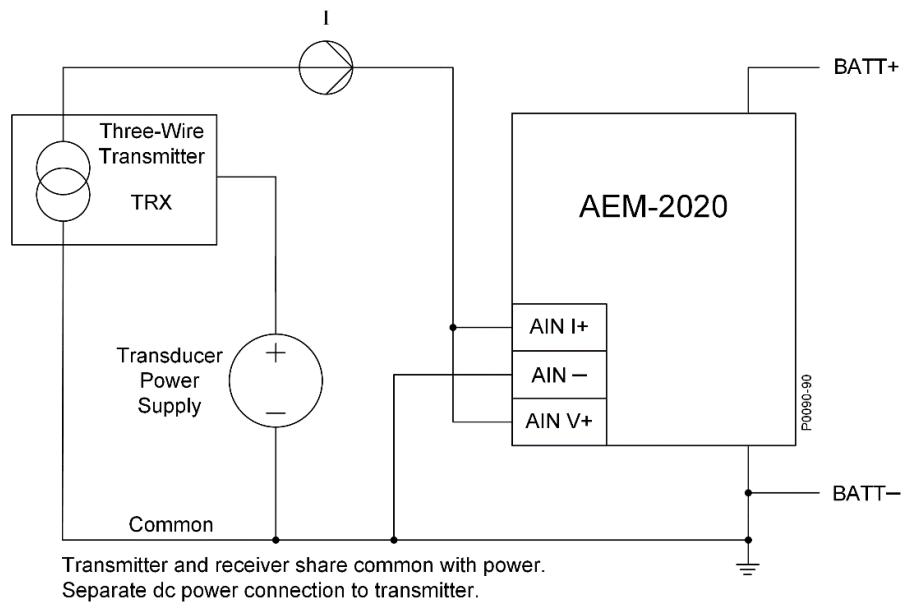 I
BATT+
Three-Wire
Transmitter
TRX
AEM-2020
AIN I+
Transducer
Power
Supply
+
−
AIN −
AIN V+
P0090-90
BATT−
Common
Transmitter and receiver share common with power.
Separate dc power connection to transmitter.